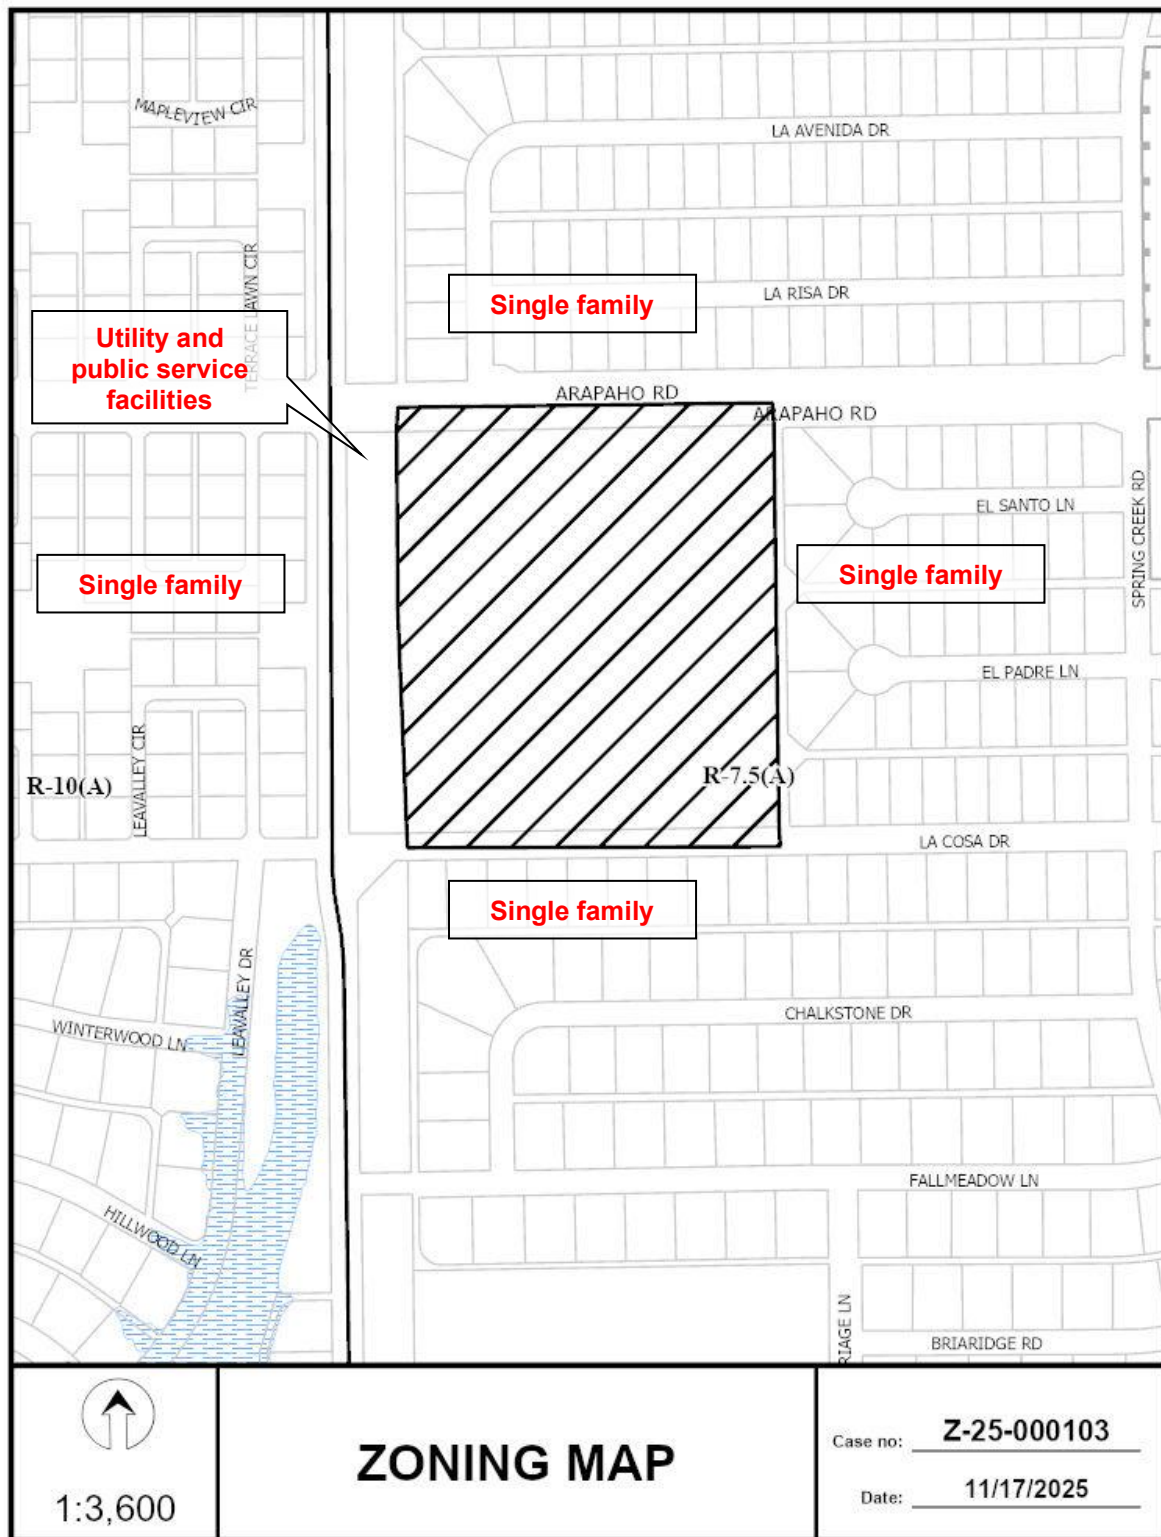 MAPLEVIEW CIR
LA AVENIDA DR
TERRACE LAWN CIR
LA RISA DR
Single family
Utility and
public service
facilities
ARAPAHO RD
ARAPAHO RD
SPRING CREEK RD
EL SANTO LN
Single family
Single family
EL PADRE LN
R-10(A)
LEAVALLEY CIR
R-7.5(A)
LA COSA DR
Single family
LEAVALLEY DR
WINTERWOOD LN
CHALKSTONE DR
HILLWOOD LN
FALLMEADOW LN
RIAGE LN
BRIARIDGE RD
1:3,600
ZONING MAP
Case no: Z-25-000103
Date: 11/17/2025